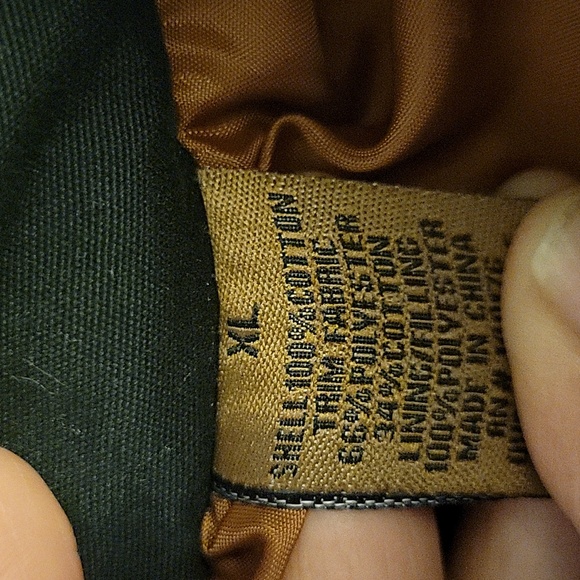 XL
SHELL 100% COTTON
TRIM FABRIC
66% POLYESTER
34% COTTON
LINING/FILLING
100% POLYESTER
MADE IN CHINA